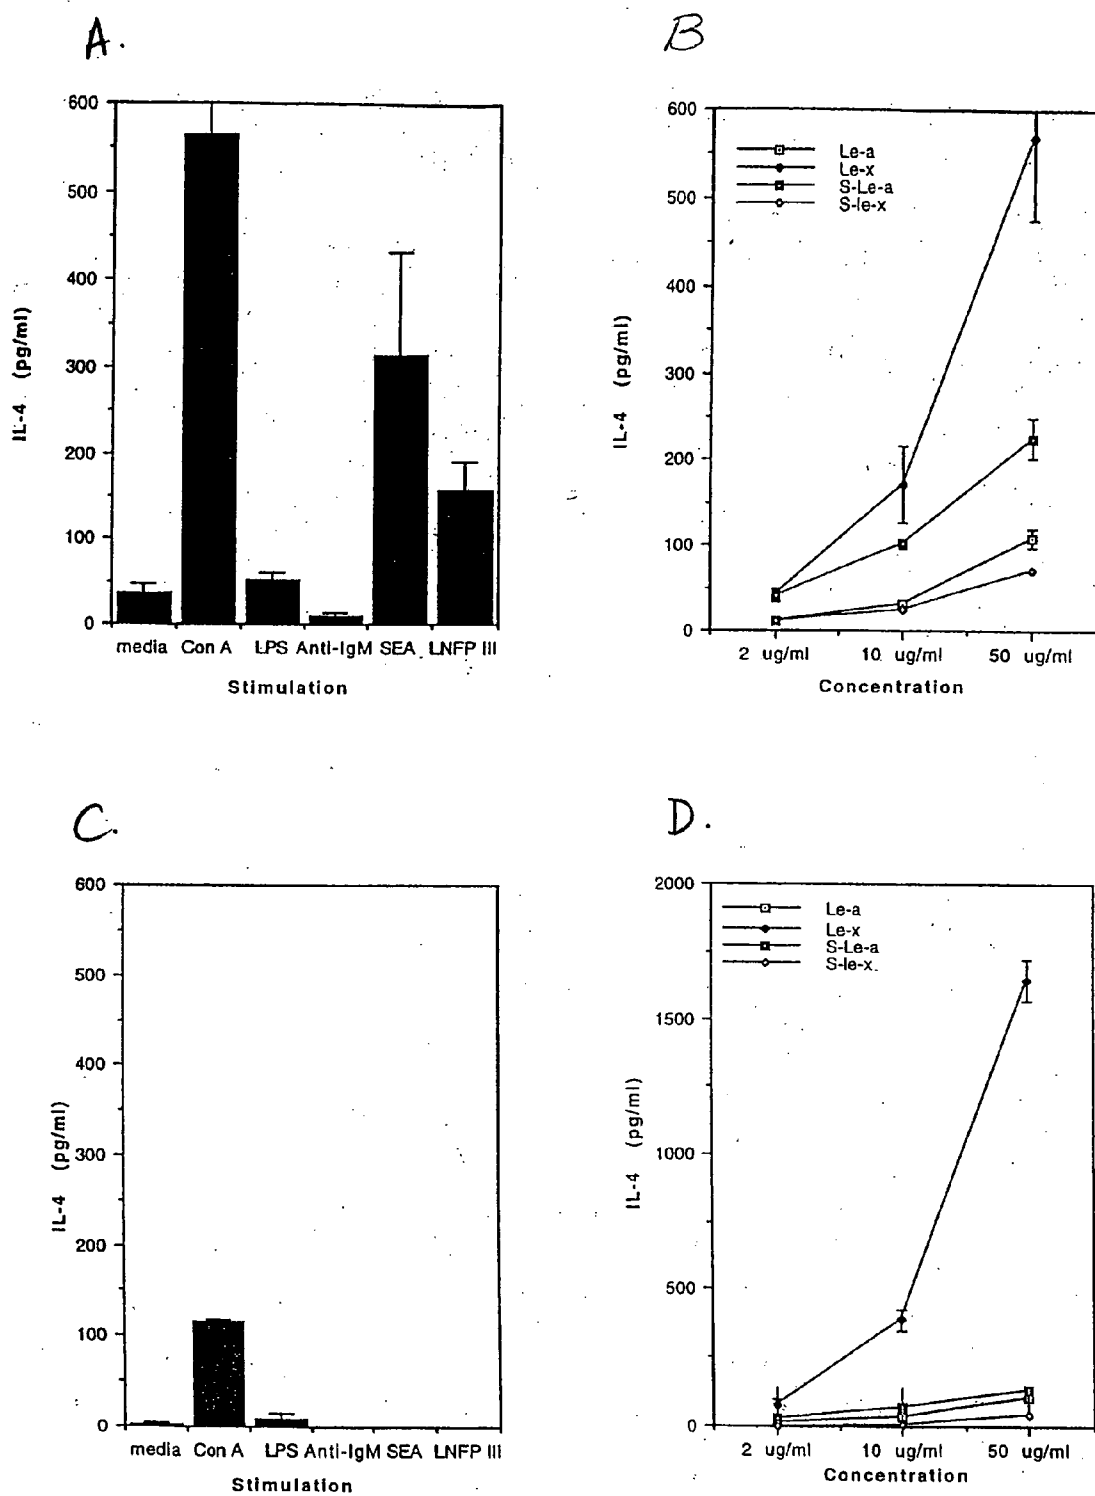 A.
600
500
400
300
200
100
0
IL-4 (pg/ml)
media Con A LPS Anti-IgM SEA LNFP III
Stimulation
B
600
500
400
300
200
100
0
IL-4 (pg/ml)
Le-a
Le-x
S-Le-a
S-le-x
2 ug/ml 10 ug/ml 50 ug/ml
Concentration
C.
600
500
400
300
200
100
0
IL-4 (pg/ml)
media Con A LPS Anti-IgM SEA LNFP III
Stimulation
D.
2000
1500
1000
500
0
IL-4 (pg/ml)
Le-a
Le-x
S-Le-a
S-le-x
2 ug/ml 10 ug/ml 50 ug/ml
Concentration